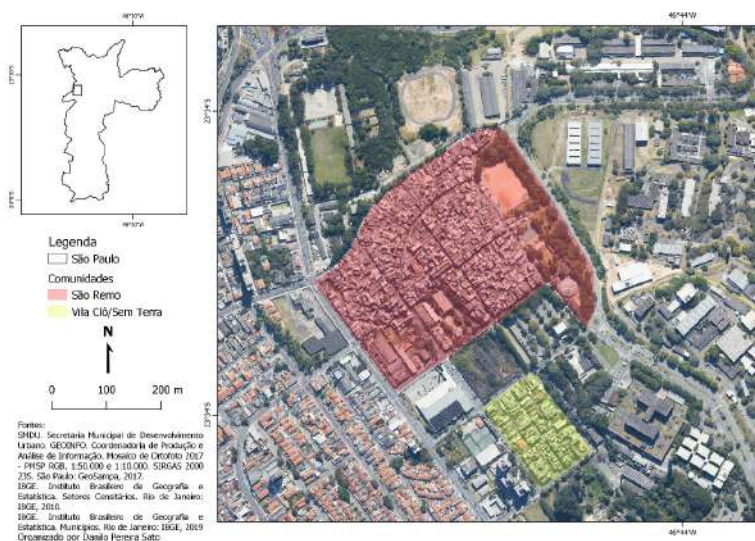 46°44'W
Legenda
São Paulo
Comunidades
São Remo
Vila Clô/Sem Terra
N
0 100 200 m
Fontes:
SMDU. Secretaria Municipal de Desenvolvimento
Urbano. GEOINFO. Coordenadoria de Produção e
Análise de Informação. Mosaico de Ortofoto 2017
- PMSP RGB, 1:50.000 e 1:10.000. SIRGAS 2000
23S. São Paulo: GeoSampa, 2017.
IBGE. Instituto Brasileiro de Geografia e
Estatística. Setores Censitários. Rio de Janeiro:
IBGE, 2010.
IBGE. Instituto Brasileiro de Geografia e
Estatística. Municípios. Rio de Janeiro: IBGE, 2019
Organizado por Danilo Pereira Sato
46°44'W